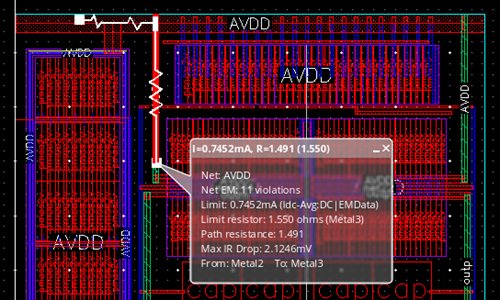 AVDD
AVDD
AVDD
AVDD
AVDD
I=0.7452mA, R=1.491 (1.550)
Net: AVDD
Net EM: 11 violations
Limit: 0.7452mA (Idc-Avg:DC|EMData)
Limit resistor: 1.550 ohms (Metal3)
Path resistance: 1.491
Max IR Drop: 2.1246mV
From: Metal2 To: Metal3
AVDD
outp
cap|cap|cap|cap